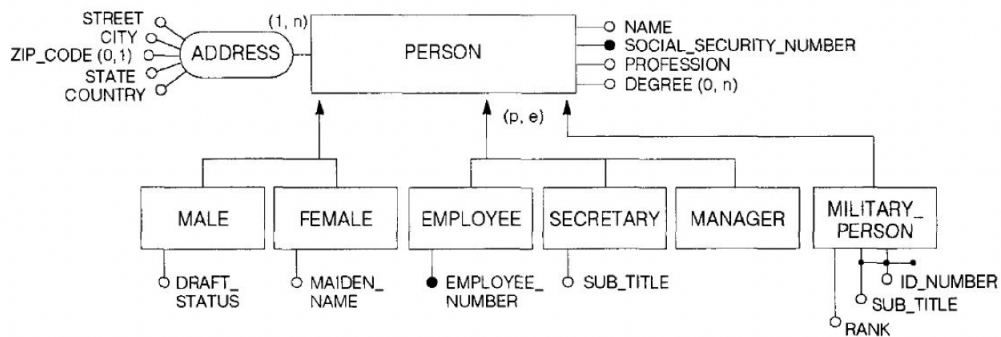 STREET
CITY
ZIP_CODE (0,1)
STATE
COUNTRY
ADDRESS
(1, n)
PERSON
NAME
SOCIAL_SECURITY_NUMBER
PROFESSION
DEGREE (0, n)
(p, e)
MALE
FEMALE
EMPLOYEE
SECRETARY
MANAGER
MILITARY_
PERSON
DRAFT_
STATUS
MAIDEN_
NAME
EMPLOYEE_
NUMBER
SUB_TITLE
ID_NUMBER
SUB_TITLE
RANK